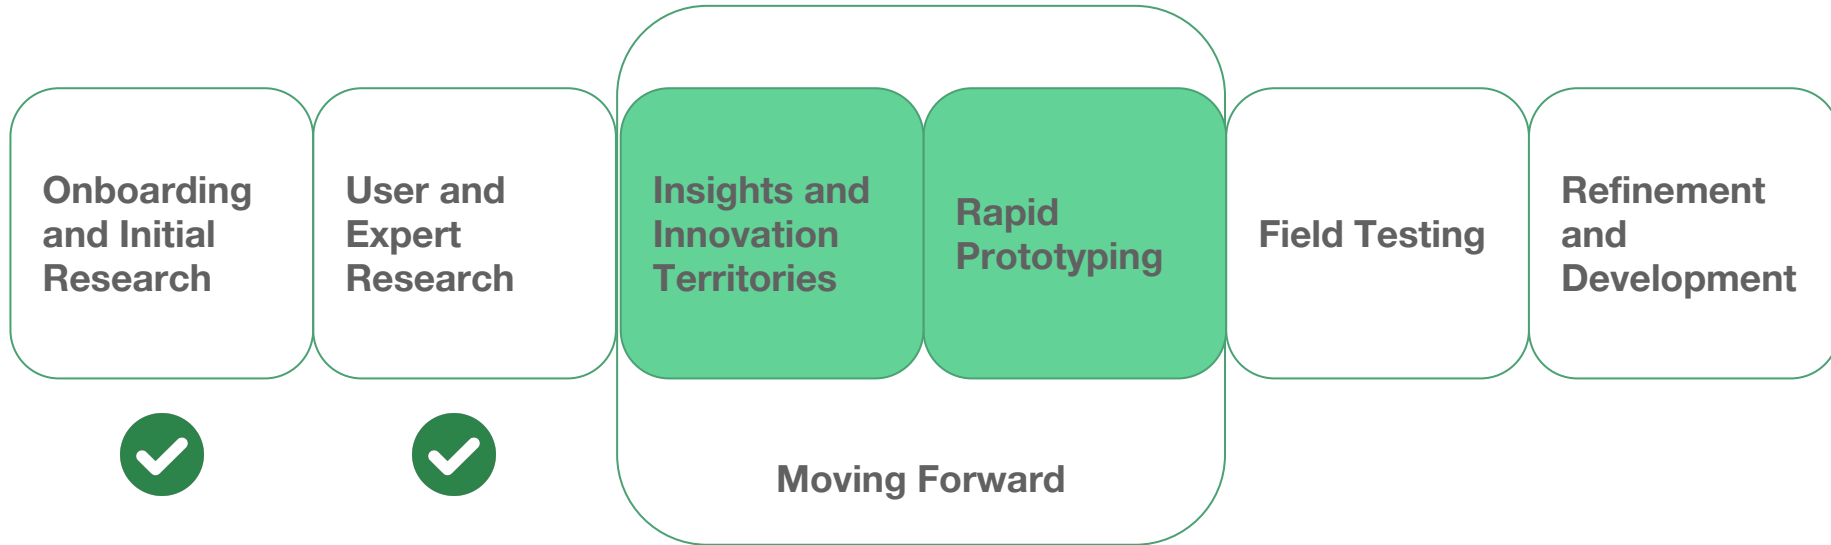 Onboarding
and Initial
Research
User and
Expert
Research
Insights and
Innovation
Territories
Rapid
Prototyping
Field Testing
Refinement
and
Development
Moving Forward